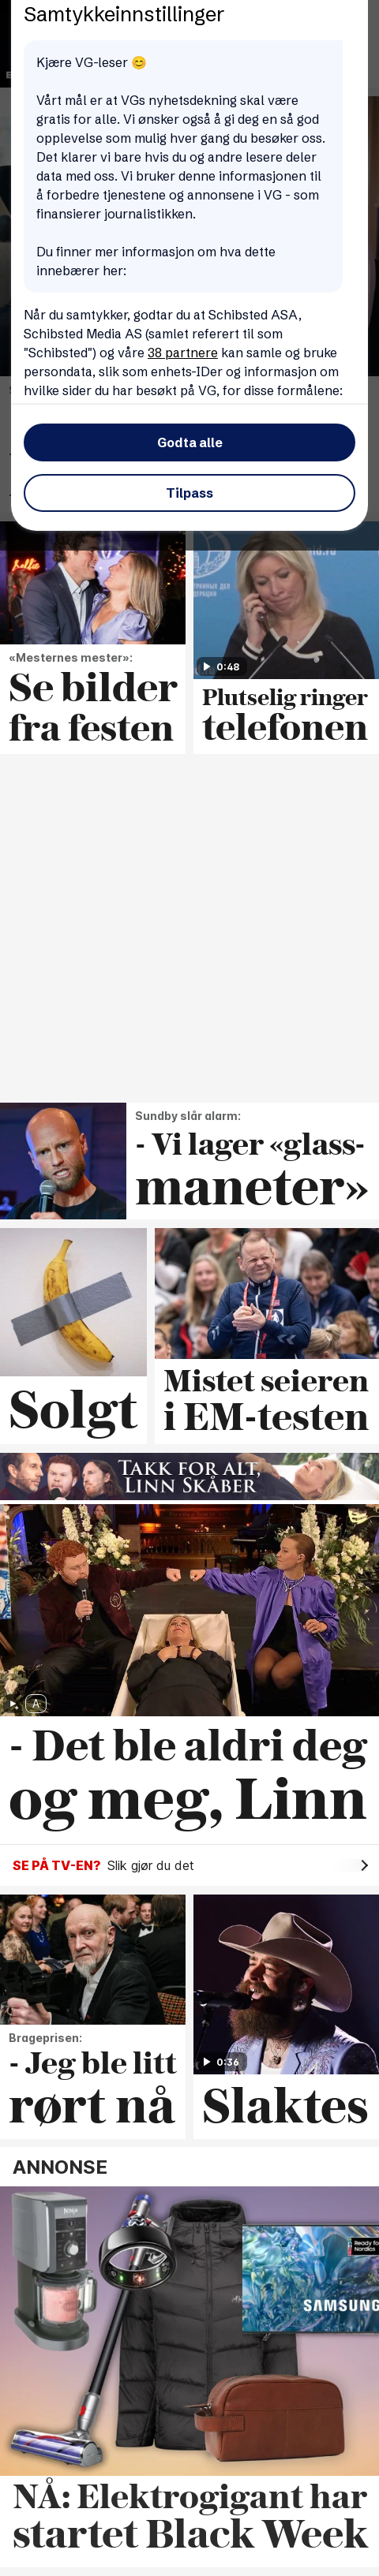 Samtykkeinnstillinger
Kjære VG-leser 😊
Vårt mål er at VGs nyhetsdekning skal være
gratis for alle. Vi ønsker også å gi deg en så god
opplevelse som mulig hver gang du besøker oss.
Det klarer vi bare hvis du og andre lesere deler
data med oss. Vi bruker denne informasjonen til
å forbedre tjenestene og annonsene i VG - som
finansierer journalistikken.
Du finner mer informasjon om hva dette
innebærer her:
Når du samtykker, godtar du at Schibsted ASA,
Schibsted Media AS (samlet referert til som
"Schibsted") og våre 38 partnere kan samle og bruke
persondata, slik som enhets-IDer og informasjon om
hvilke sider du har besøkt på VG, for disse formålene:
Godta alle
Tilpass
0:48
«Mesternes mester»:
Se bilder
fra festen
Plutselig ringer
telefonen
Sundby slår alarm:
- Vi lager «glass-
maneter»
Solgt
Mistet seieren
i EM-testen
TAKK FOR ALT,
LINN SKÅBER
- Det ble aldri deg
og meg, Linn
SE PÅ TV-EN? Slik gjør du det
Brageprisen:
- Jeg ble litt
rørt nå
0:36
Slaktes
ANNONSE
NINJA
Ready for
Nordics
SAMSUNG
NÅ: Elektrogigant har
startet Black Week